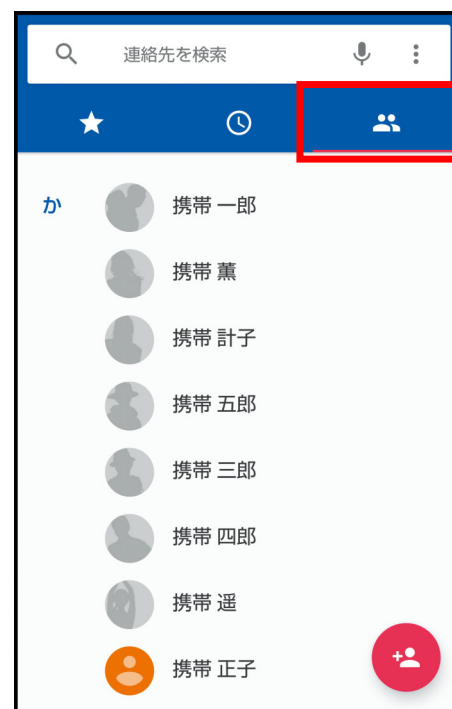 連絡先を検索
か
携帯 一郎
携帯 薫
携帯 計子
携帯 五郎
携帯 三郎
携帯 四郎
携帯 遥
携帯 正子